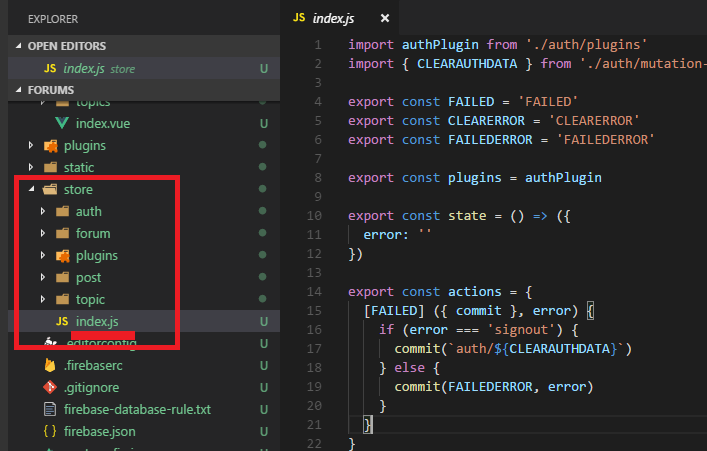 EXPLORER
OPEN EDITORS
JS index.js store U
FORUMS
topics
index.vue U
plugins
static
store
auth
forum
plugins
post
topic
JS index.js U
.editorconfig U
.firebaserc U
.gitignore U
firebase-database-rule.txt U
{ } firebase.json U
JS index.js ×
1 import authPlugin from './auth/plugins'
2 import { CLEARAUTHDATA } from './auth/mutation-
3
4 export const FAILED = 'FAILED'
5 export const CLEARERROR = 'CLEARERROR'
6 export const FAILEDERROR = 'FAILEDERROR'
7
8 export const plugins = authPlugin
9
10 export const state = () => ({
11 error: ''
12 })
13
14 export const actions = {
15 [FAILED] ({ commit }, error) {
16 if (error === 'signout') {
17 commit(`auth/${CLEARAUTHDATA}`)
18 } else {
19 commit(FAILEDERROR, error)
20 }
21 }
22 }